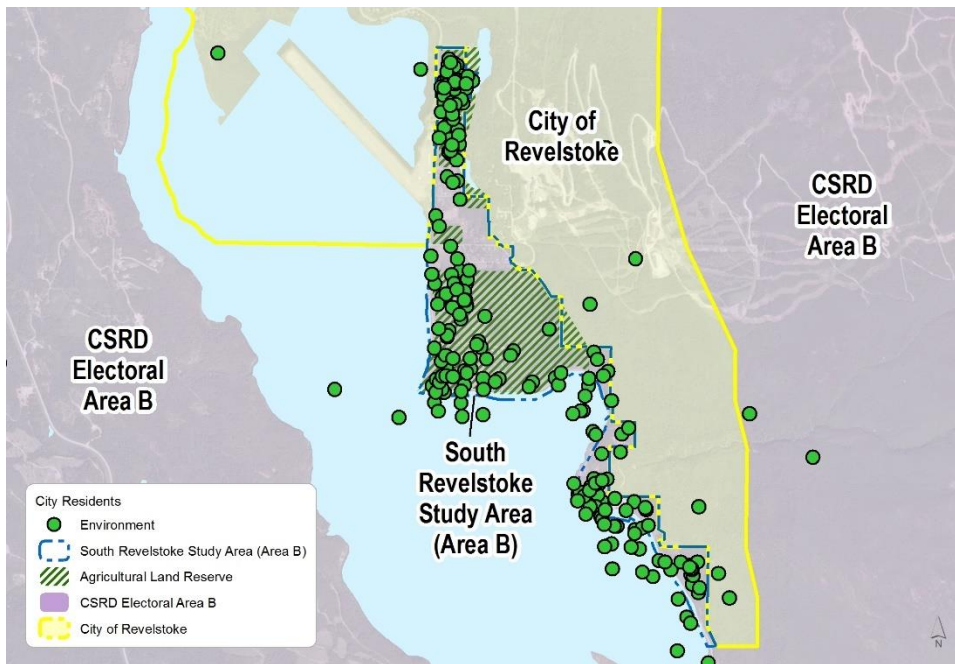 City of
Revelstoke
CSRD
Electoral
Area B
CSRD
Electoral
Area B
South
Revelstoke
Study Area
(Area B)
City Residents
Environment
South Revelstoke Study Area (Area B)
Agricultural Land Reserve
CSRD Electoral Area B
City of Revelstoke
N